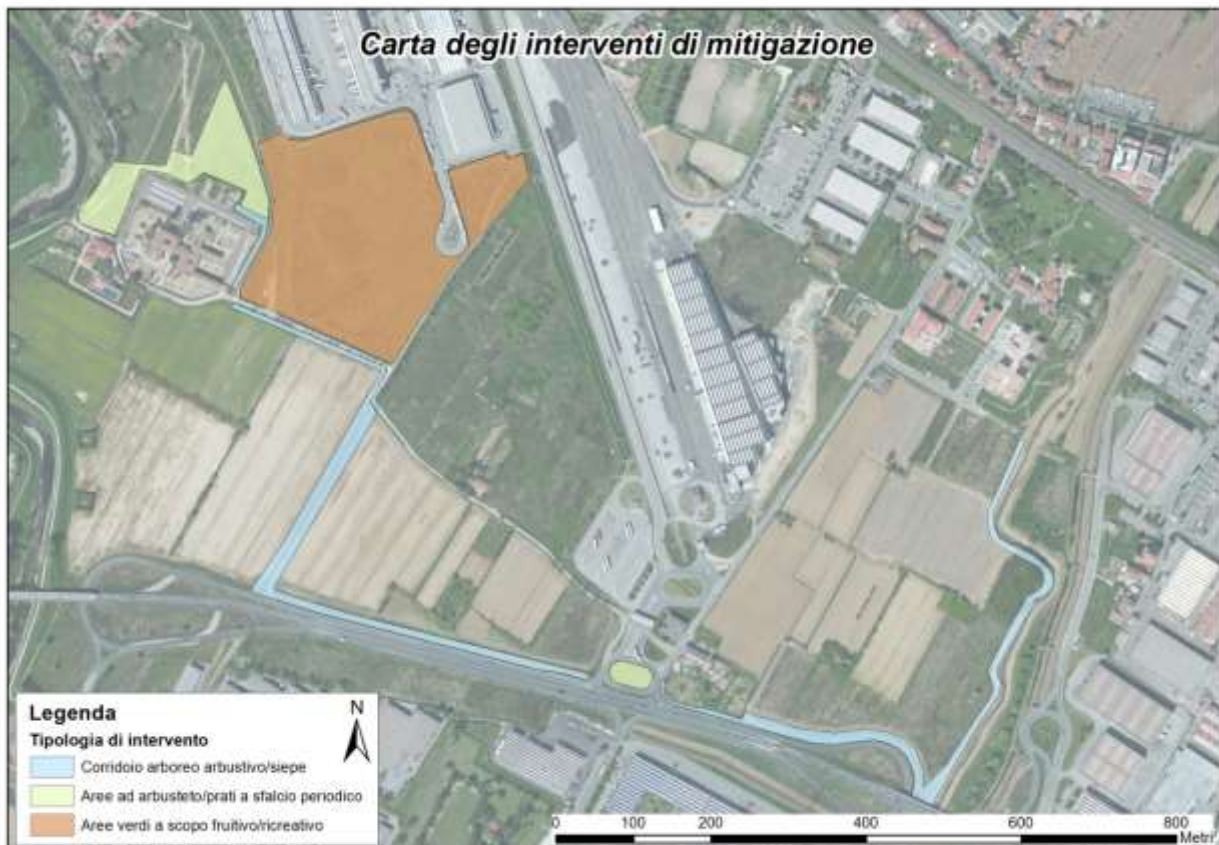 Carta degli interventi di mitigazione
Legenda
N
Tipologia di intervento
Corridoio arboreo arbustivo/siepe
Aree ad arbusteto/prati a sfalcio periodico
Aree verdi a scopo fruitivo/ricreativo
0 100 200 400 600 800
Metri